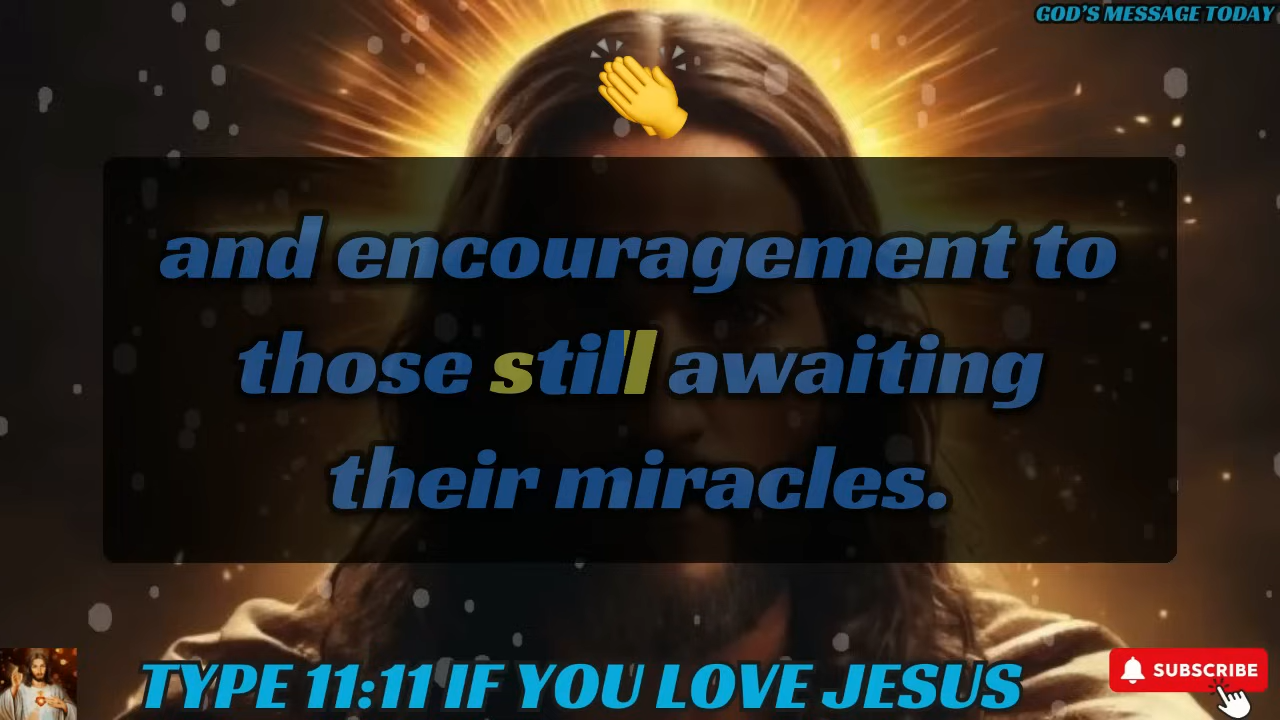 GOD'S MESSAGE TODAY
and encouragement to
those still awaiting
their miracles.
TYPE 11:11 IF YOU LOVE JESUS
SUBSCRIBE